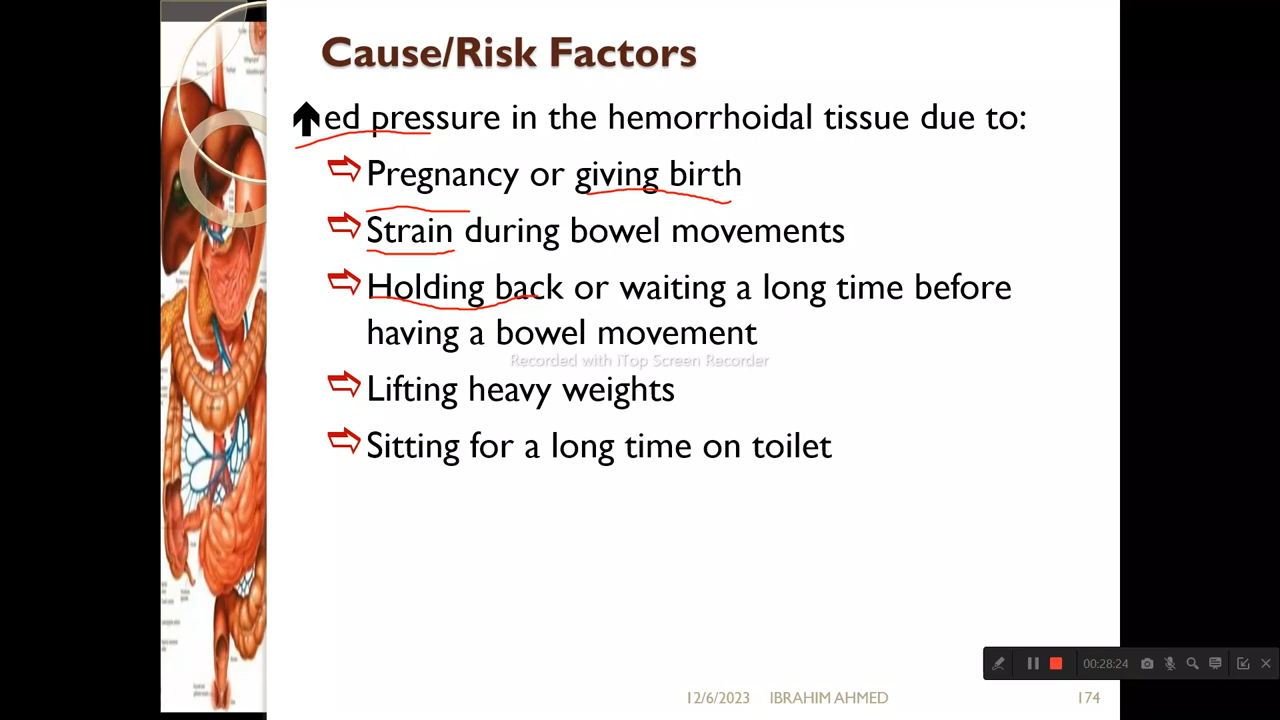 Cause/Risk Factors
ed pressure in the hemorrhoidal tissue due to:
Pregnancy or giving birth
Strain during bowel movements
Holding back or waiting a long time before
having a bowel movement
Recorded with iTop Screen Recorder
Lifting heavy weights
Sitting for a long time on toilet
00:28:24
12/6/2023 IBRAHIM AHMED 174